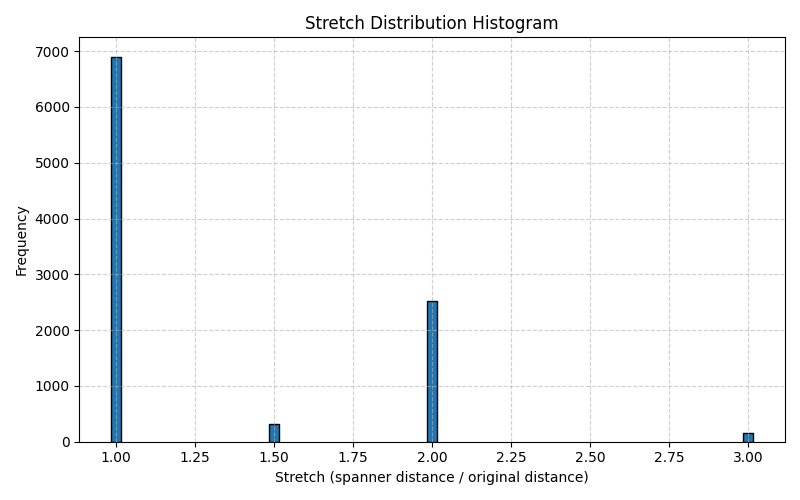 Stretch Distribution Histogram
Frequency
7000
6000
5000
4000
3000
2000
1000
0
1.00 1.25 1.50 1.75 2.00 2.25 2.50 2.75 3.00
Stretch (spanner distance / original distance)